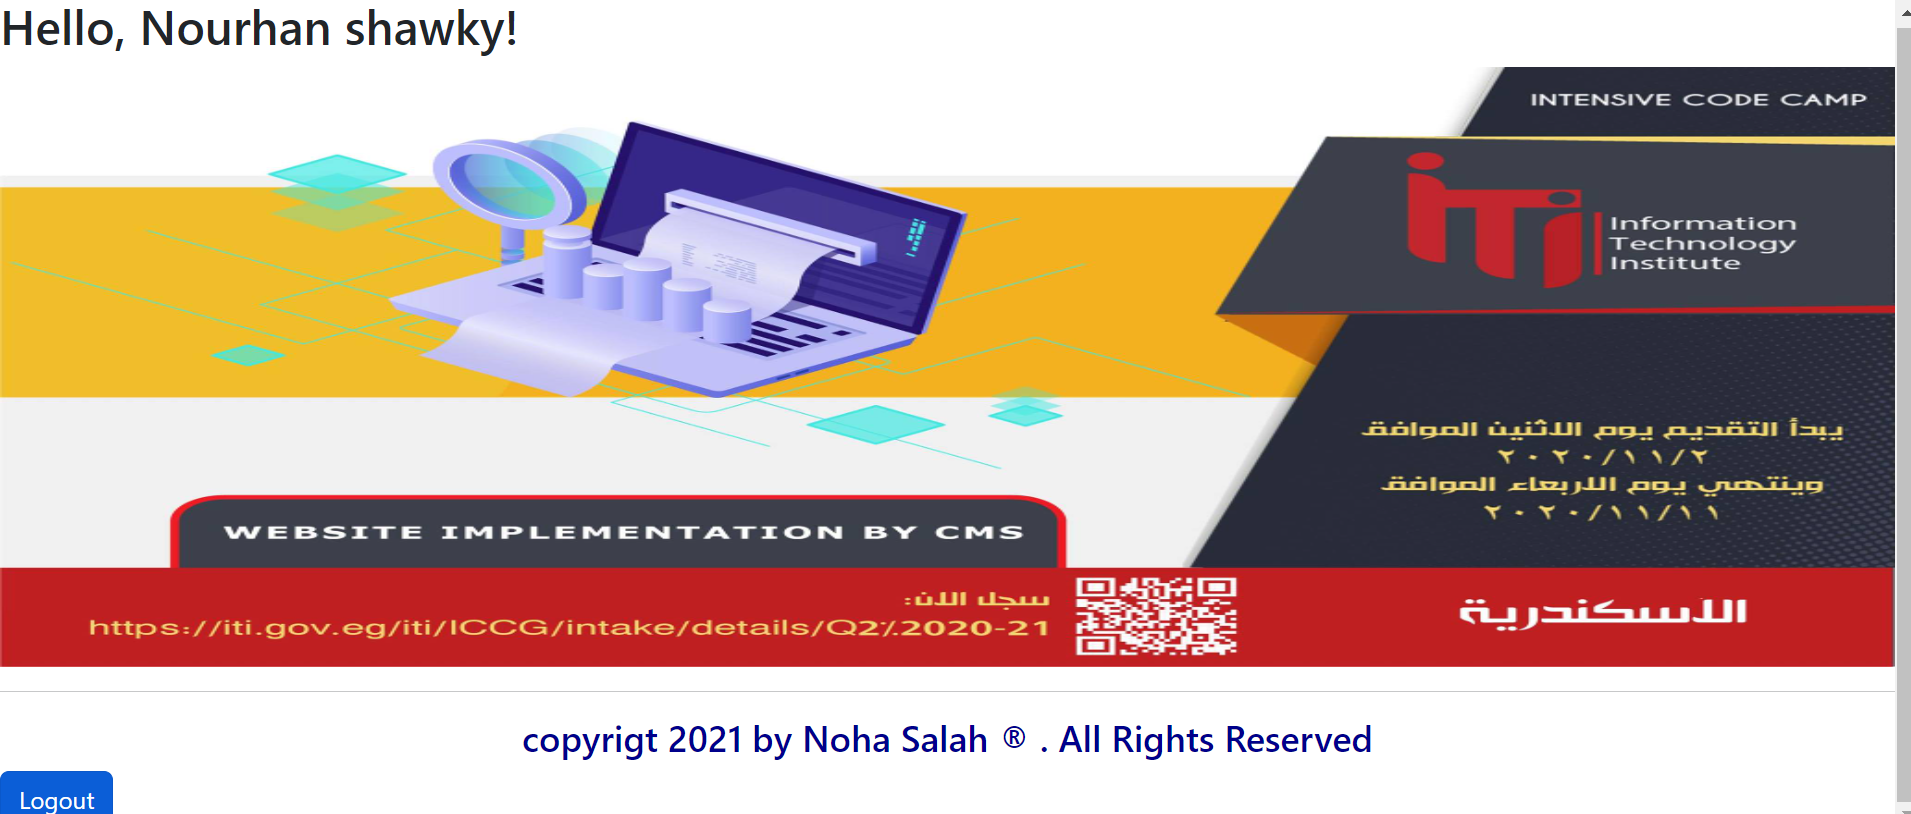 Hello, Nourhan shawky!
INTENSIVE CODE CAMP
iTi
Information
Technology
Institute
يبدأ التقديم يوم الاثنين الموافق
٢٠٢٠/١١/٢
وينتهي يوم الاربعاء الموافق
٢٠٢٠/١١/١١
WEBSITE IMPLEMENTATION BY CMS
سجل الان:
https://iti.gov.eg/iti/ICCG/intake/details/Q2٪2020-21
الاسكندرية
copyrigt 2021 by Noha Salah ® . All Rights Reserved
Logout